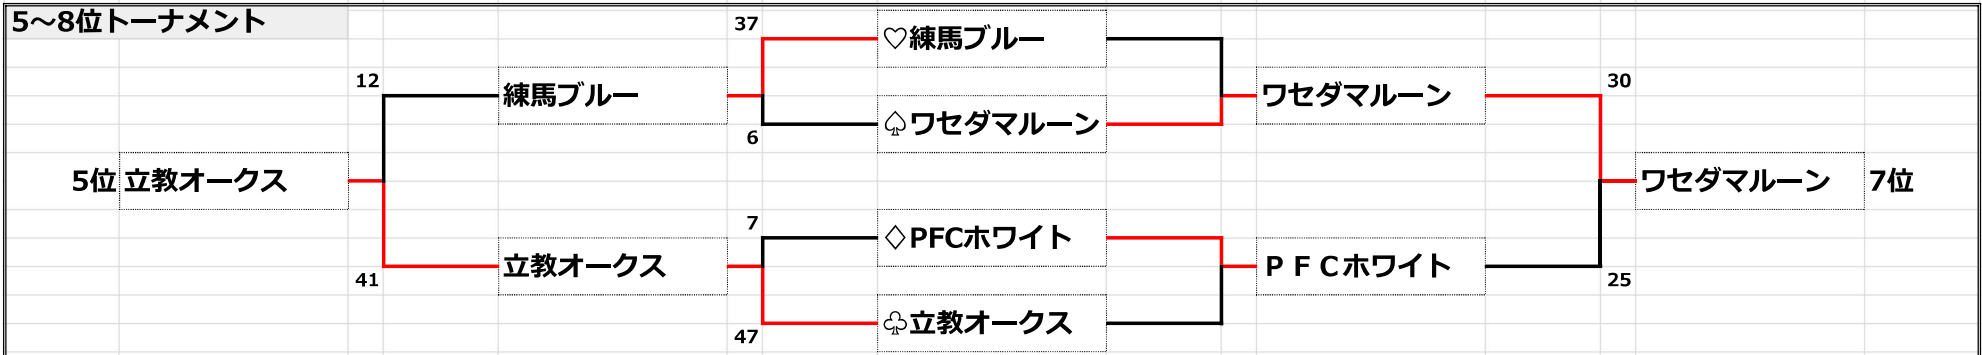 5～8位トーナメント
37
♡練馬ブルー
12
練馬ブルー
ワセダマルーン
30
6
♤ワセダマルーン
5位 立教オークス
ワセダマルーン 7位
7
♢PFCホワイト
41
立教オークス
ＰＦＣホワイト
25
47
♧立教オークス